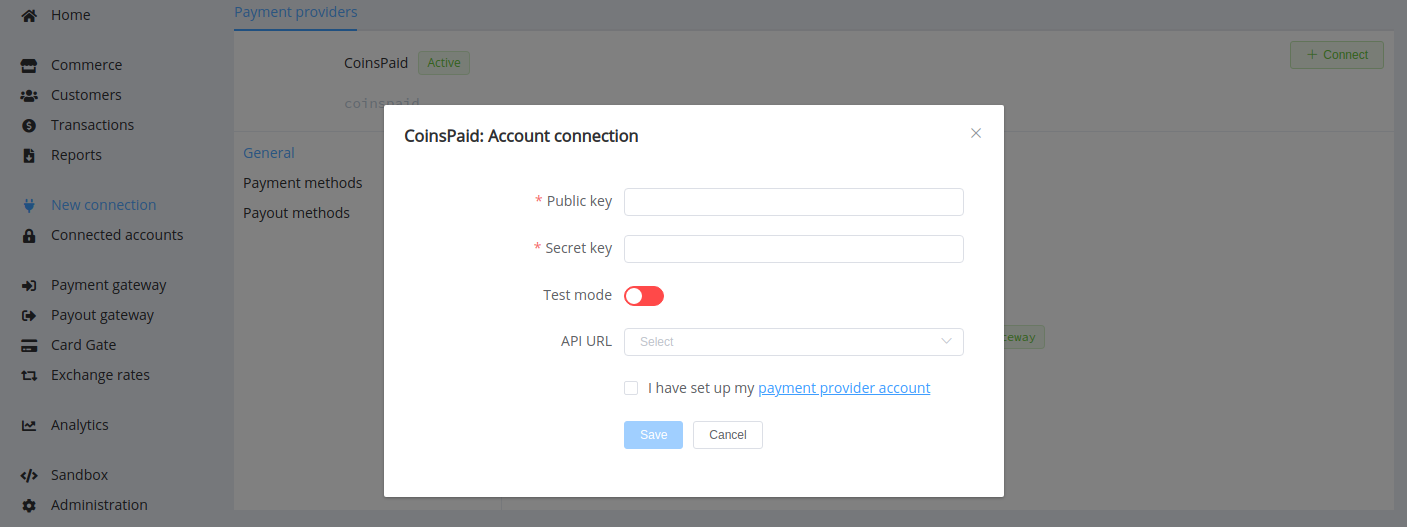 Home
Commerce
Customers
Transactions
Reports
New connection
Connected accounts
Payment gateway
Payout gateway
Card Gate
Exchange rates
Analytics
Sandbox
Administration
Payment providers
CoinsPaid Active
+ Connect
coinspaid
General
Payment methods
Payout methods
CoinsPaid: Account connection
* Public key
* Secret key
Test mode
API URL Select
I have set up my payment provider account
Save Cancel